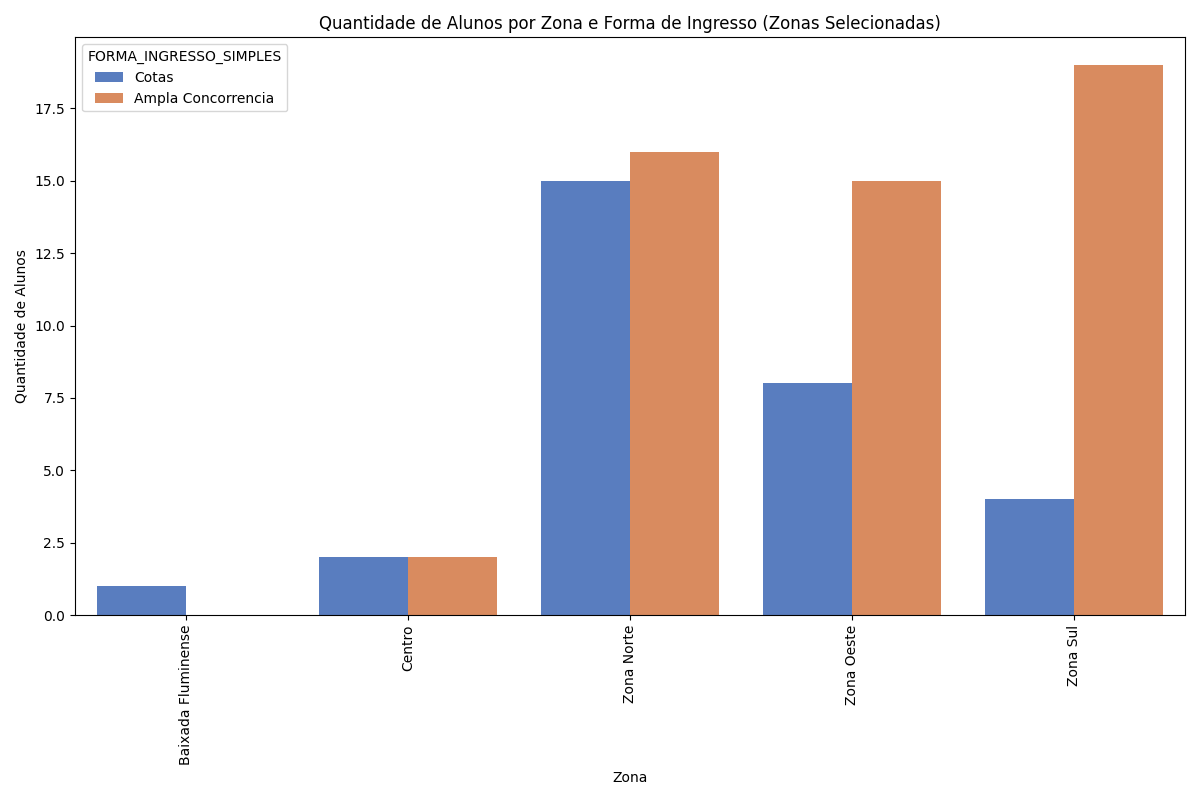 Quantidade de Alunos por Zona e Forma de Ingresso (Zonas Selecionadas)
FORMA_INGRESSO_SIMPLES
Cotas
Ampla Concorrencia
17.5
15.0
12.5
10.0
7.5
5.0
2.5
0.0
Quantidade de Alunos
Baixada Fluminense
Centro
Zona Norte
Zona Oeste
Zona Sul
Zona